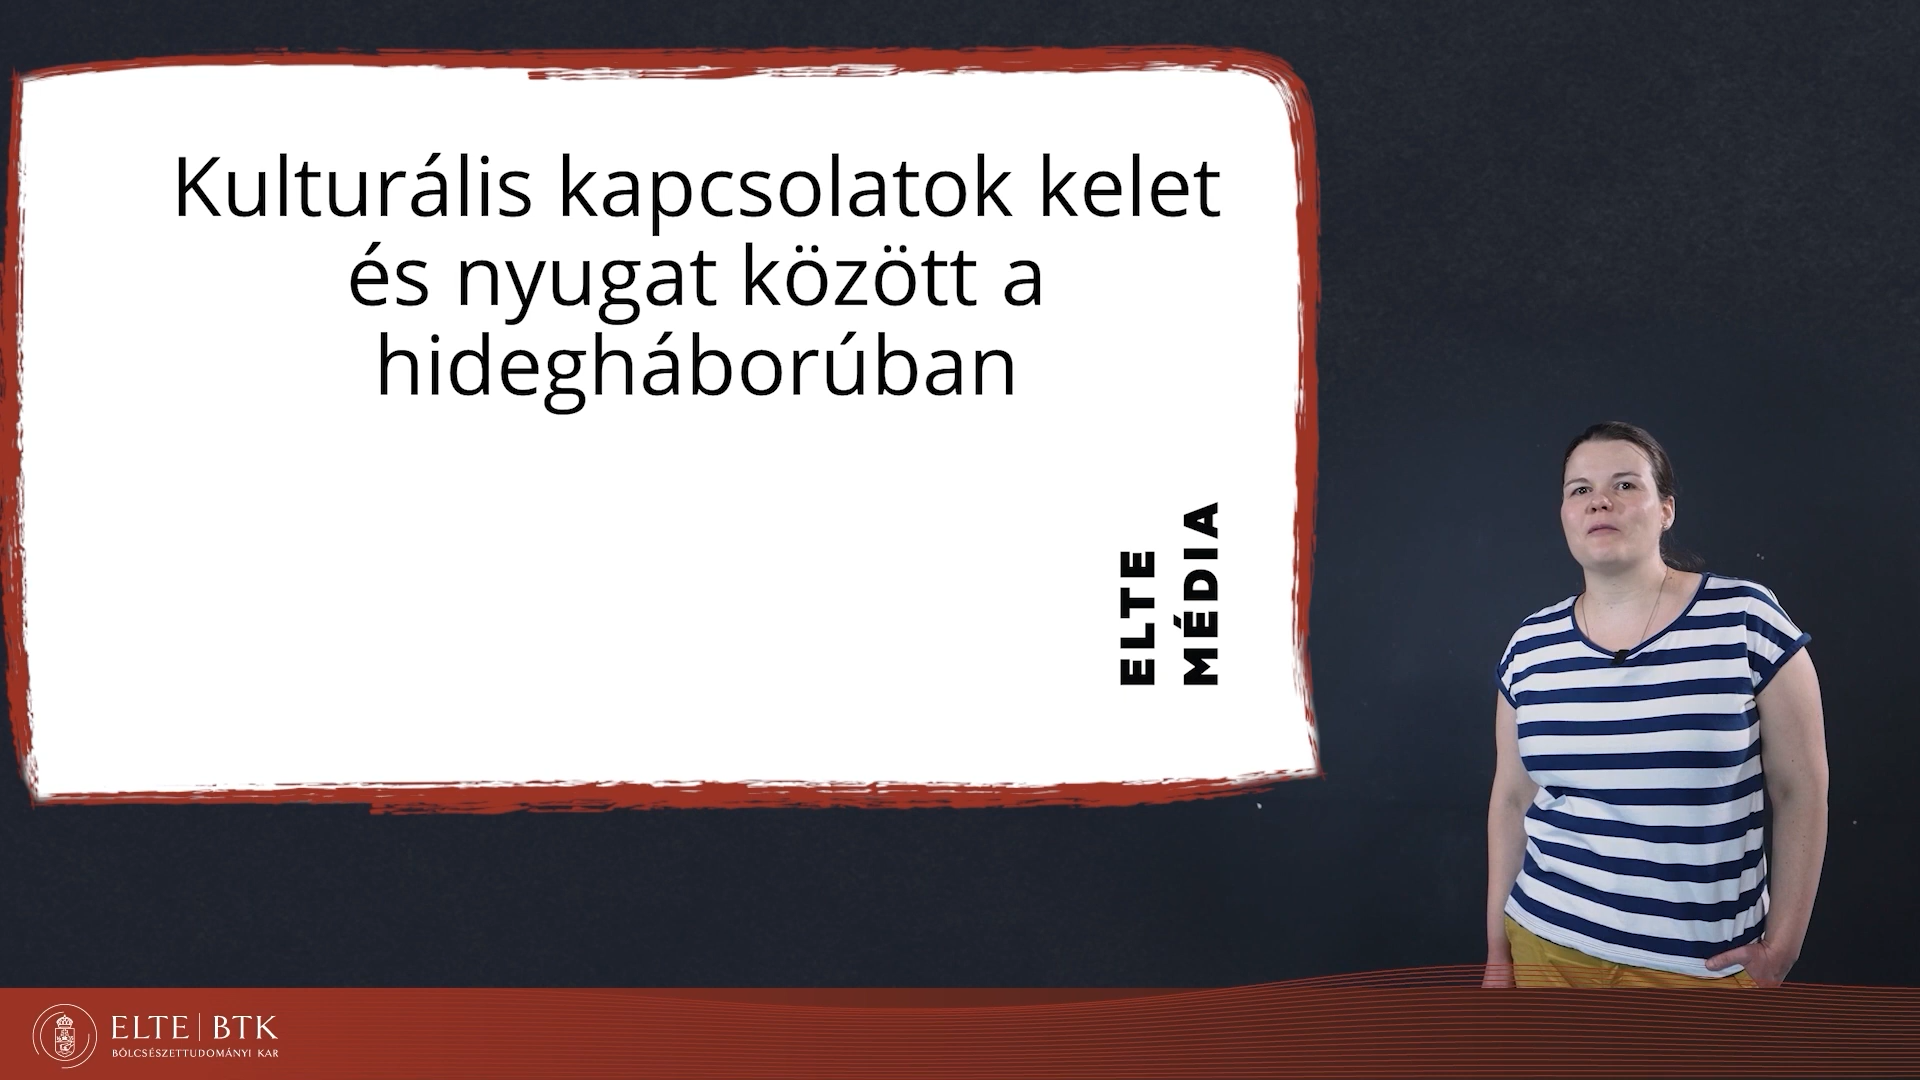 Kulturális kapcsolatok kelet
és nyugat között a
hidegháborúban
ELTE
MÉDIA
ELTE | BTK
BÖLCSÉSZETTUDOMÁNYI KAR